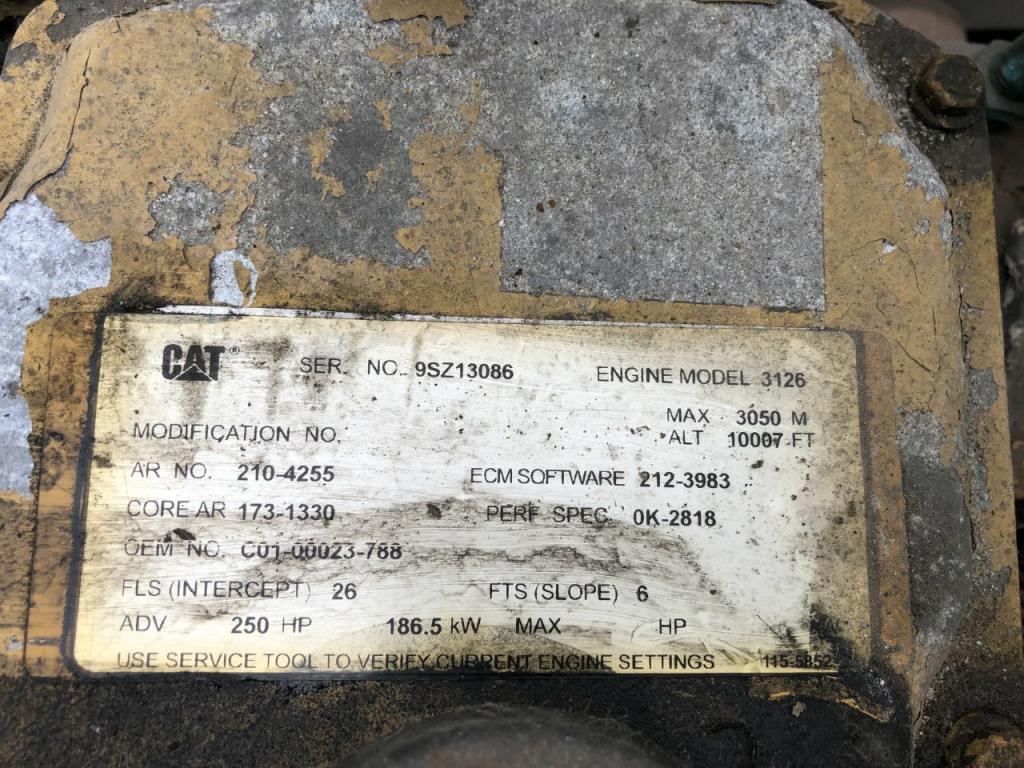 CAT® SER. NO. 9SZ13086 ENGINE MODEL 3126
MAX 3050 M
MODIFICATION NO. ALT 10007 FT
AR NO. 210-4255 ECM SOFTWARE 212-3983
CORE AR 173-1330 PERF SPEC 0K-2818
OEM NO. C01-00023-788
FLS (INTERCEPT) 26 FTS (SLOPE) 6
ADV 250 HP 186.5 kW MAX HP
USE SERVICE TOOL TO VERIFY CURRENT ENGINE SETTINGS 115-5852